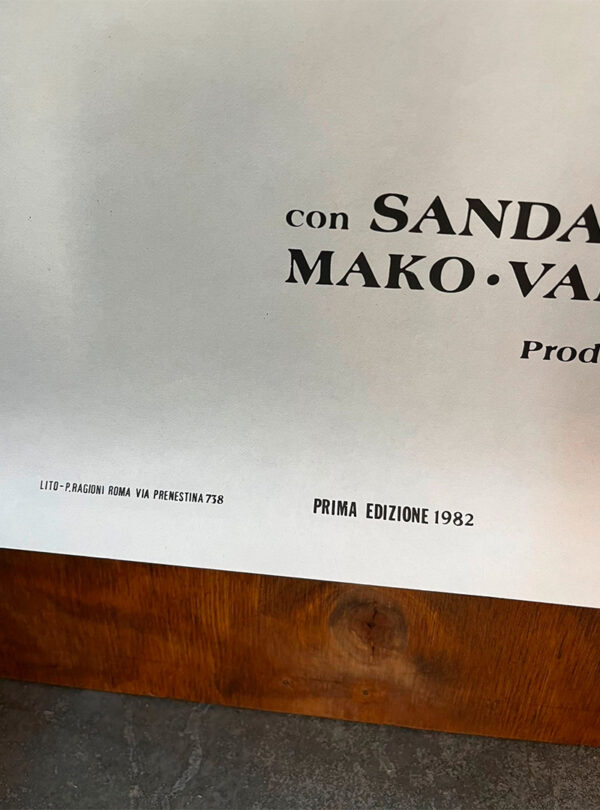 con SANDA
MAKO • VA
Prod
LITO - P. RAGIONI ROMA VIA PRENESTINA 738
PRIMA EDIZIONE 1982